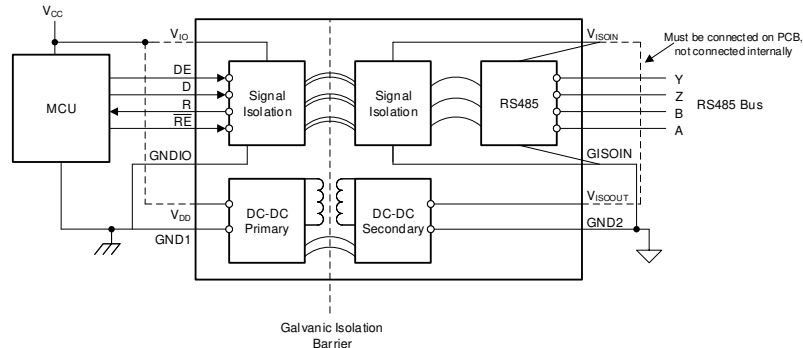 VCC
VIO
VISOIN
Must be connected on PCB,
not connected internally
MCU
DE
D
R
RE
Signal
Isolation
Signal
Isolation
RS485
Y
Z
B
A
RS485 Bus
GNDIO
GISOIN
VDD
GND1
DC-DC
Primary
DC-DC
Secondary
VISOOUT
GND2
Galvanic Isolation
Barrier